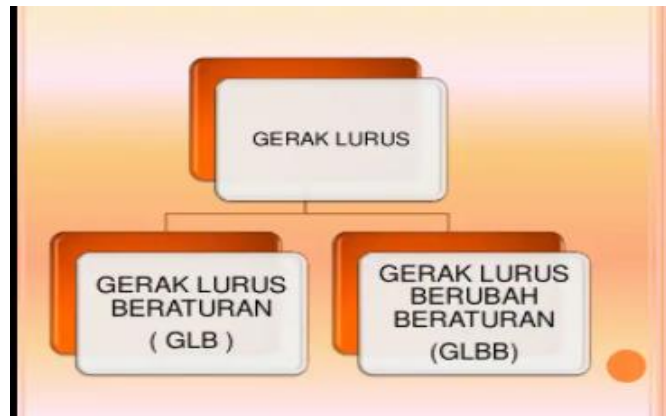 GERAK LURUS
GERAK LURUS
BERATURAN
( GLB )
GERAK LURUS
BERUBAH
BERATURAN
(GLBB)